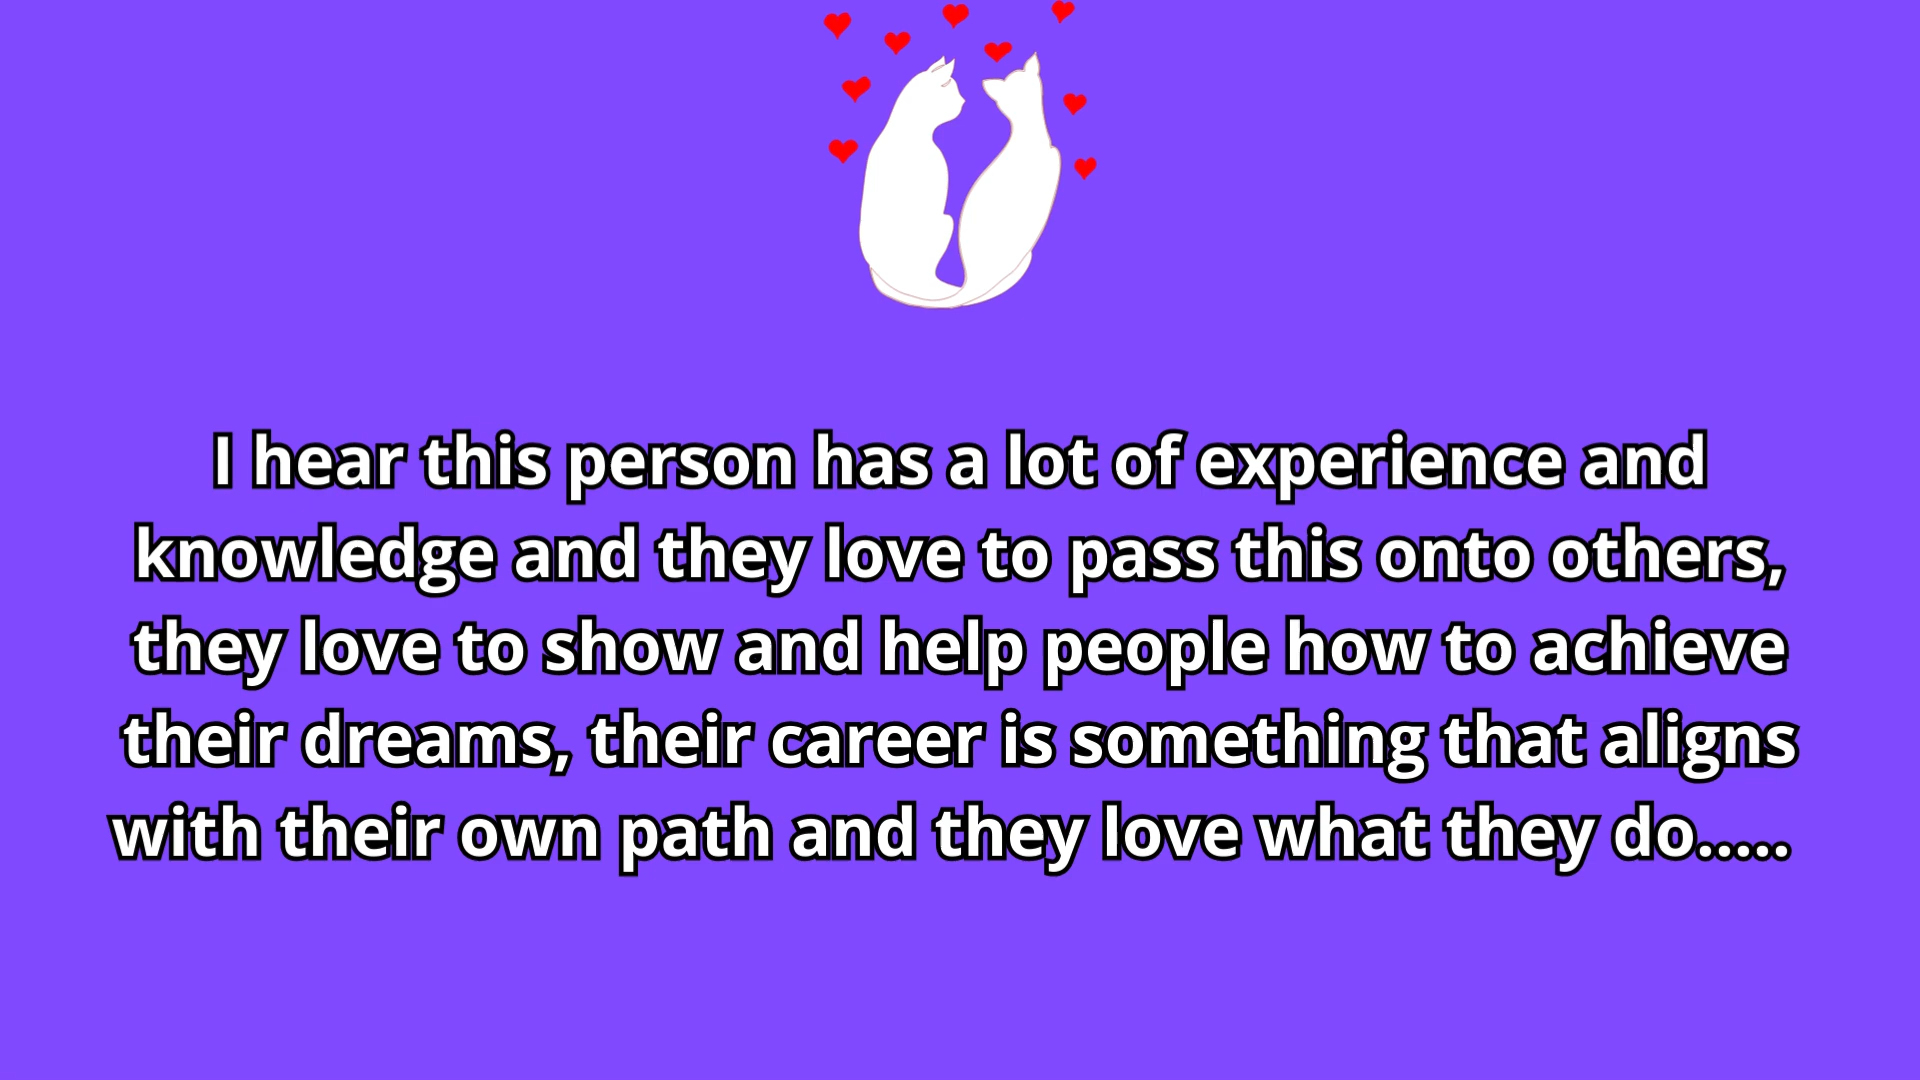 I hear this person has a lot of experience and
knowledge and they love to pass this onto others,
they love to show and help people how to achieve
their dreams, their career is something that aligns
with their own path and they love what they do.....